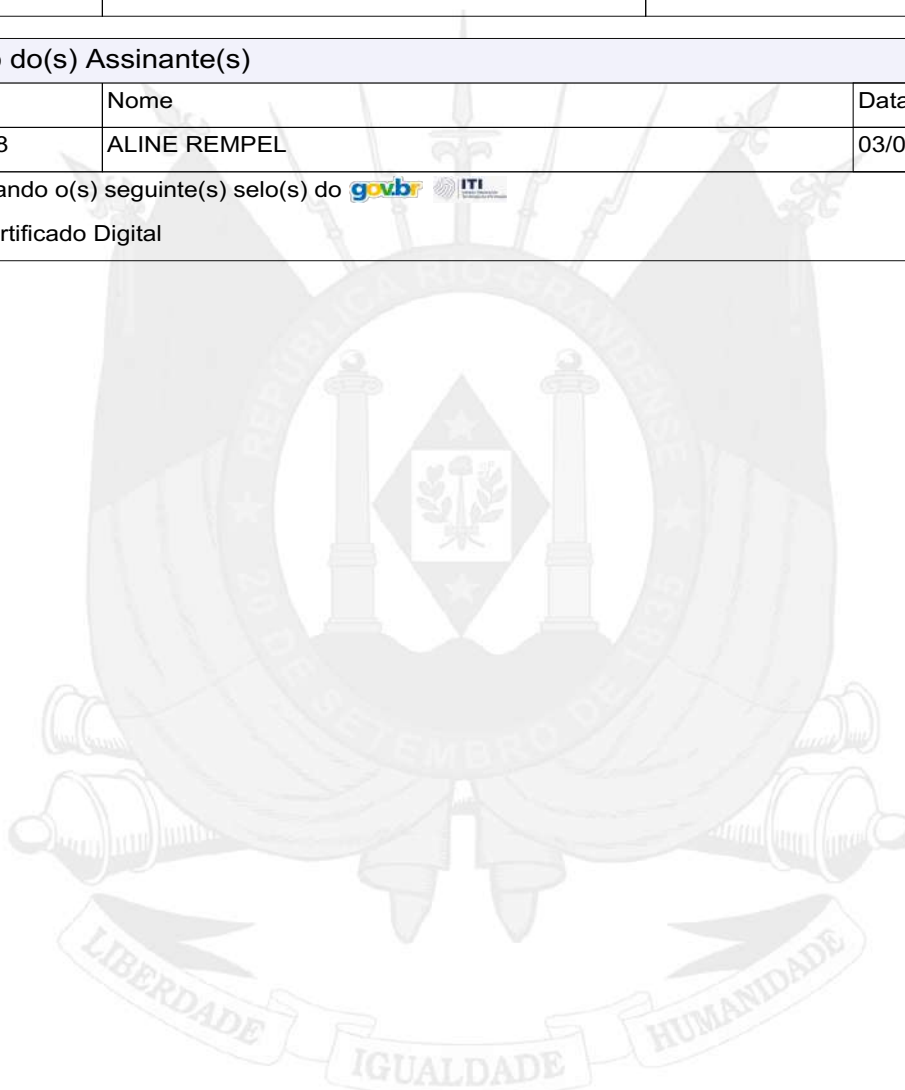 do(s) Assinante(s)
Nome
Data
ALINE REMPEL
03/0
ando o(s) seguinte(s) selo(s) do gov.br ITI
rtificado Digital
REPÚBLICA RIO-GRANDENSE
20 DE SETEMBRO DE 1835
LIBERDADE
IGUALDADE
HUMANIDADE